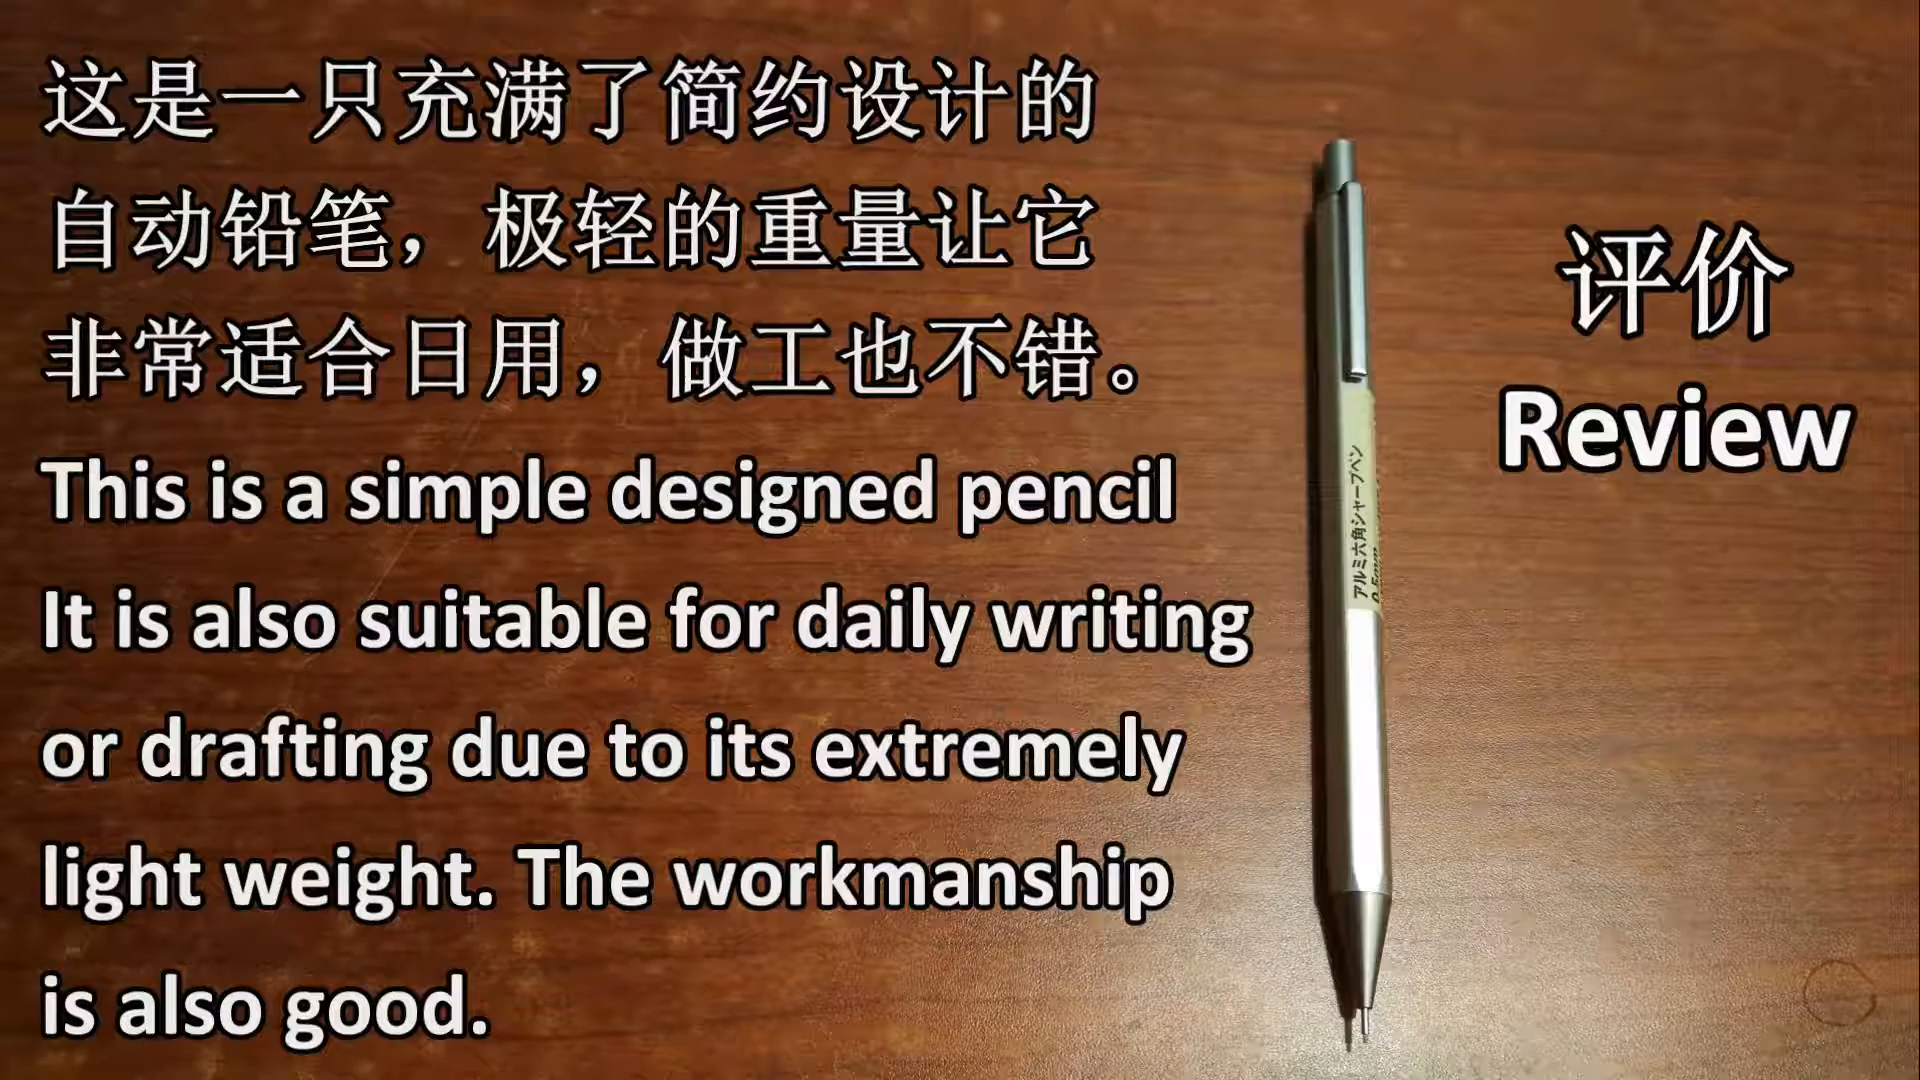 这是一只充满了简约设计的
自动铅笔，极轻的重量让它
非常适合日用，做工也不错。
This is a simple designed pencil
It is also suitable for daily writing
or drafting due to its extremely
light weight. The workmanship
is also good.
评价
Review
アルミ六角シャープペン
0.5mm